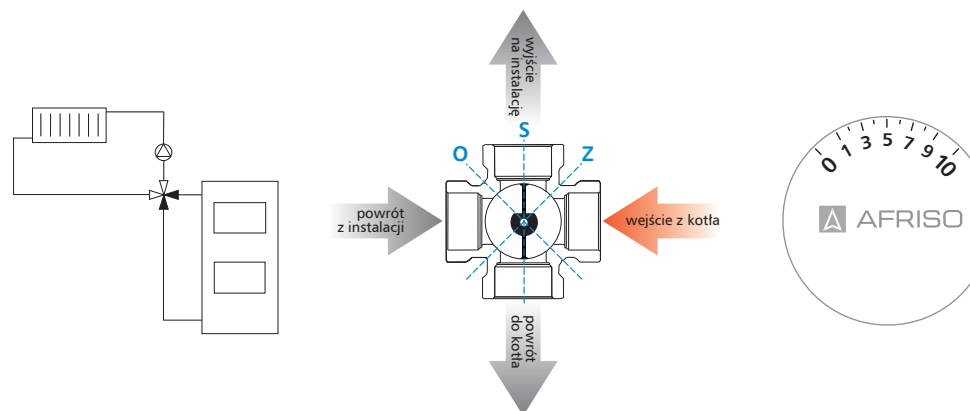 wyjście
na instalację
S
O
Z
powrót
z instalacji
wejście z kotła
powrót
do kotła
0 1 3 5 7 9 10
AFRISO